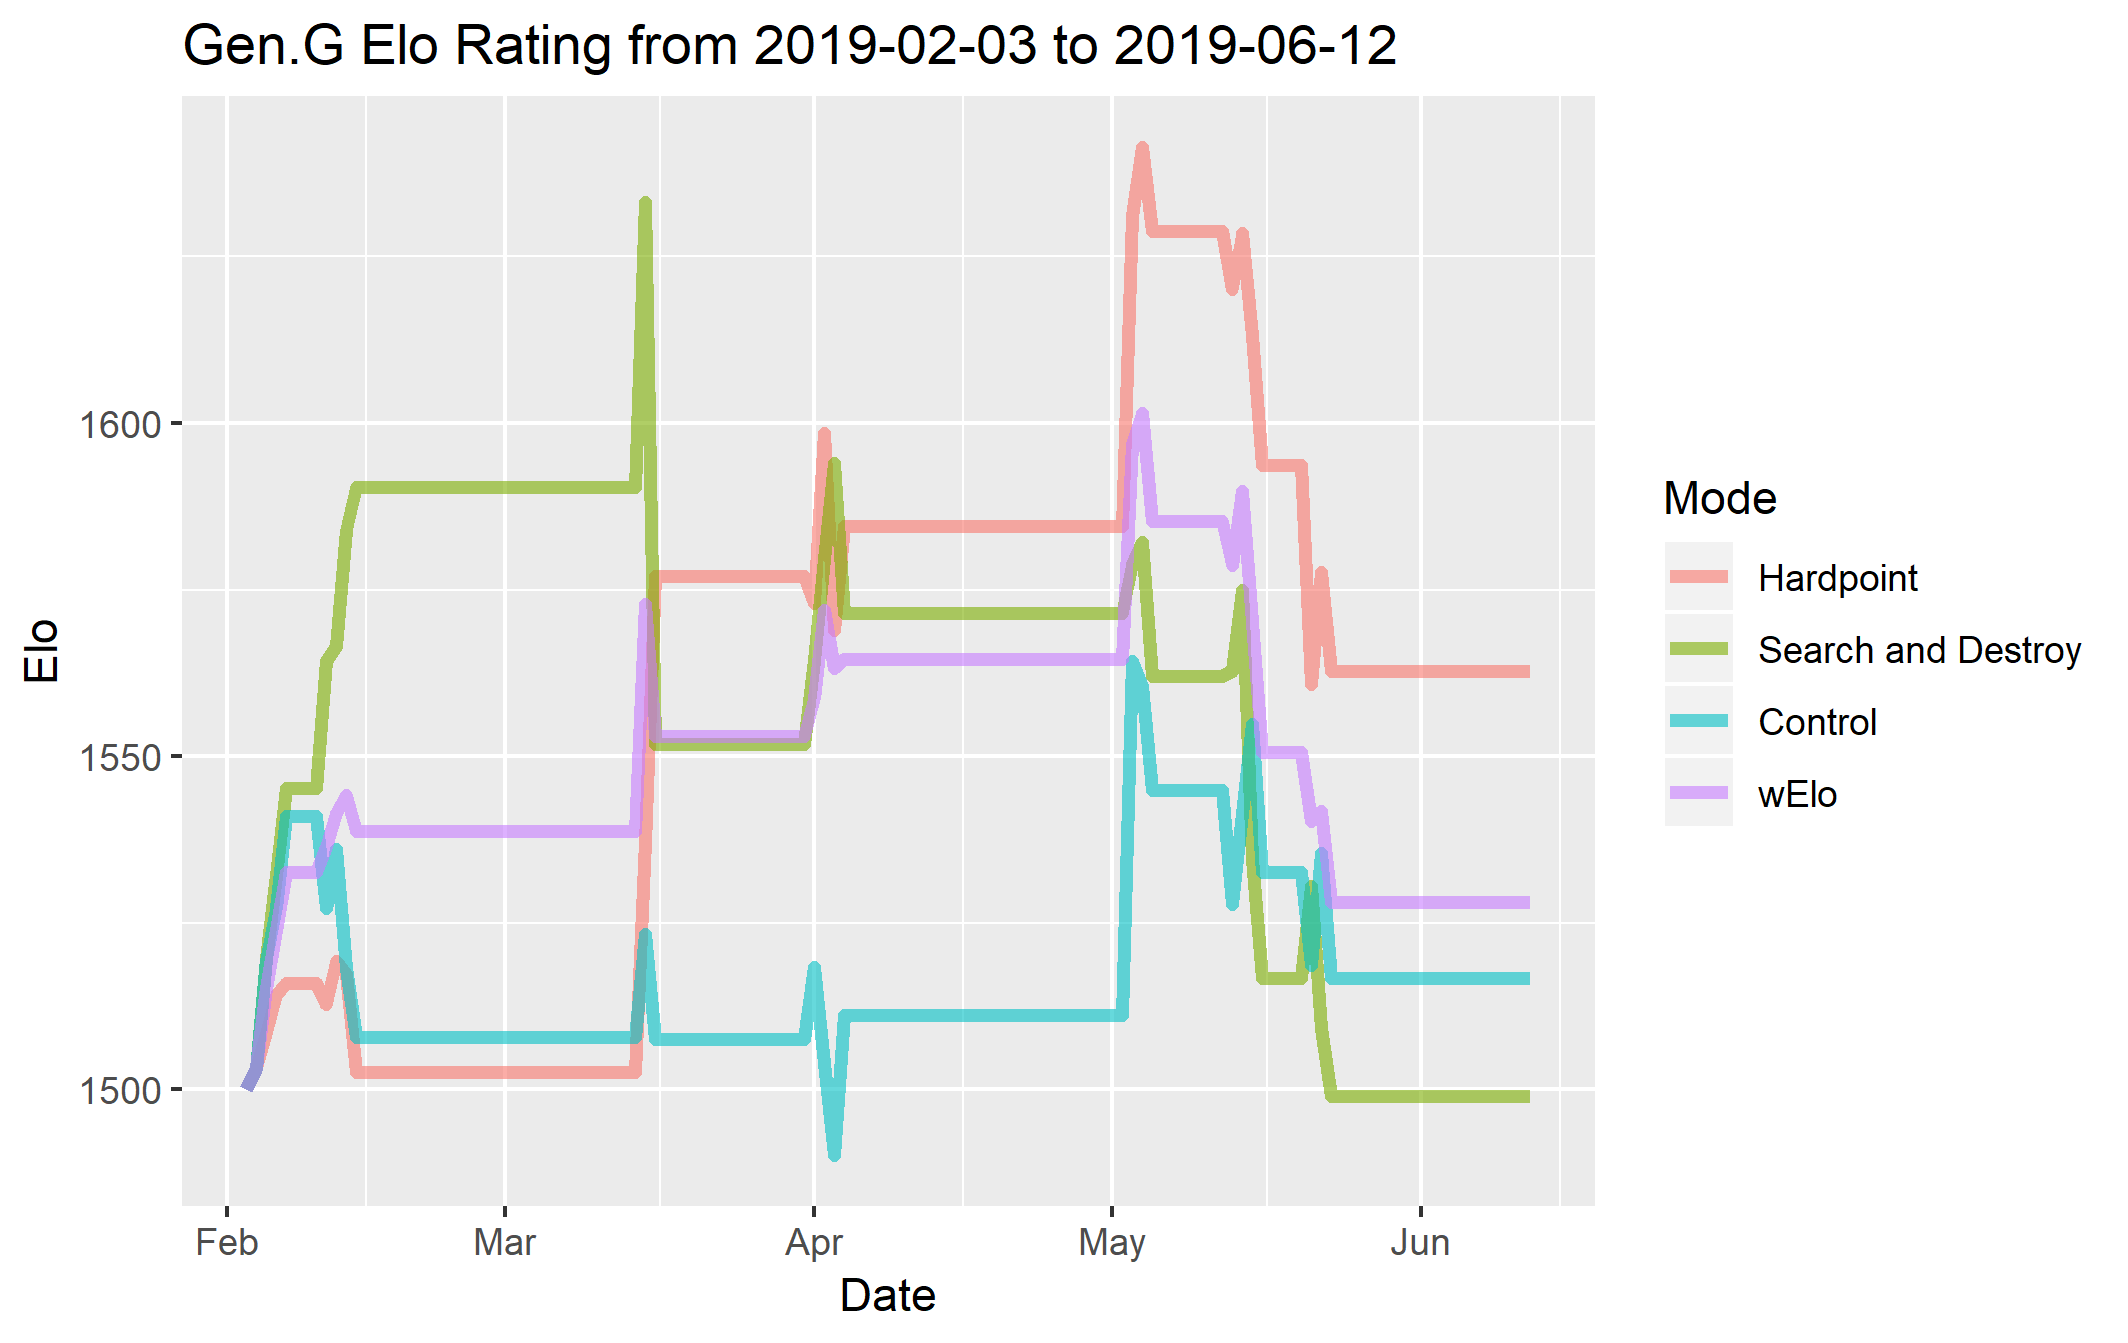 Gen.G Elo Rating from 2019-02-03 to 2019-06-12
Elo
1600
1550
1500
Feb
Mar
Apr
May
Jun
Date
Mode
Hardpoint
Search and Destroy
Control
wElo